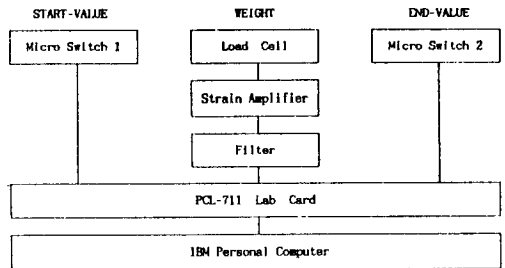 START-VALUE WEIGHT END-VALUE
Micro Switch 1 Load Cell Micro Switch 2
Strain Amplifier
Filter
PCL-711 Lab Card
IBM Personal Computer